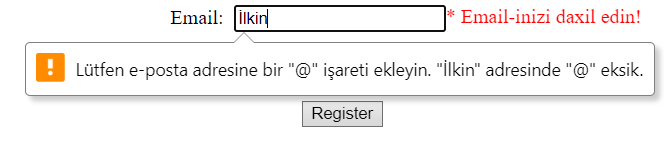 Email: İlkin * Email-inizi daxil edin!
! Lütfen e-posta adresine bir "@" işareti ekleyin. "İlkin" adresinde "@" eksik.
Register